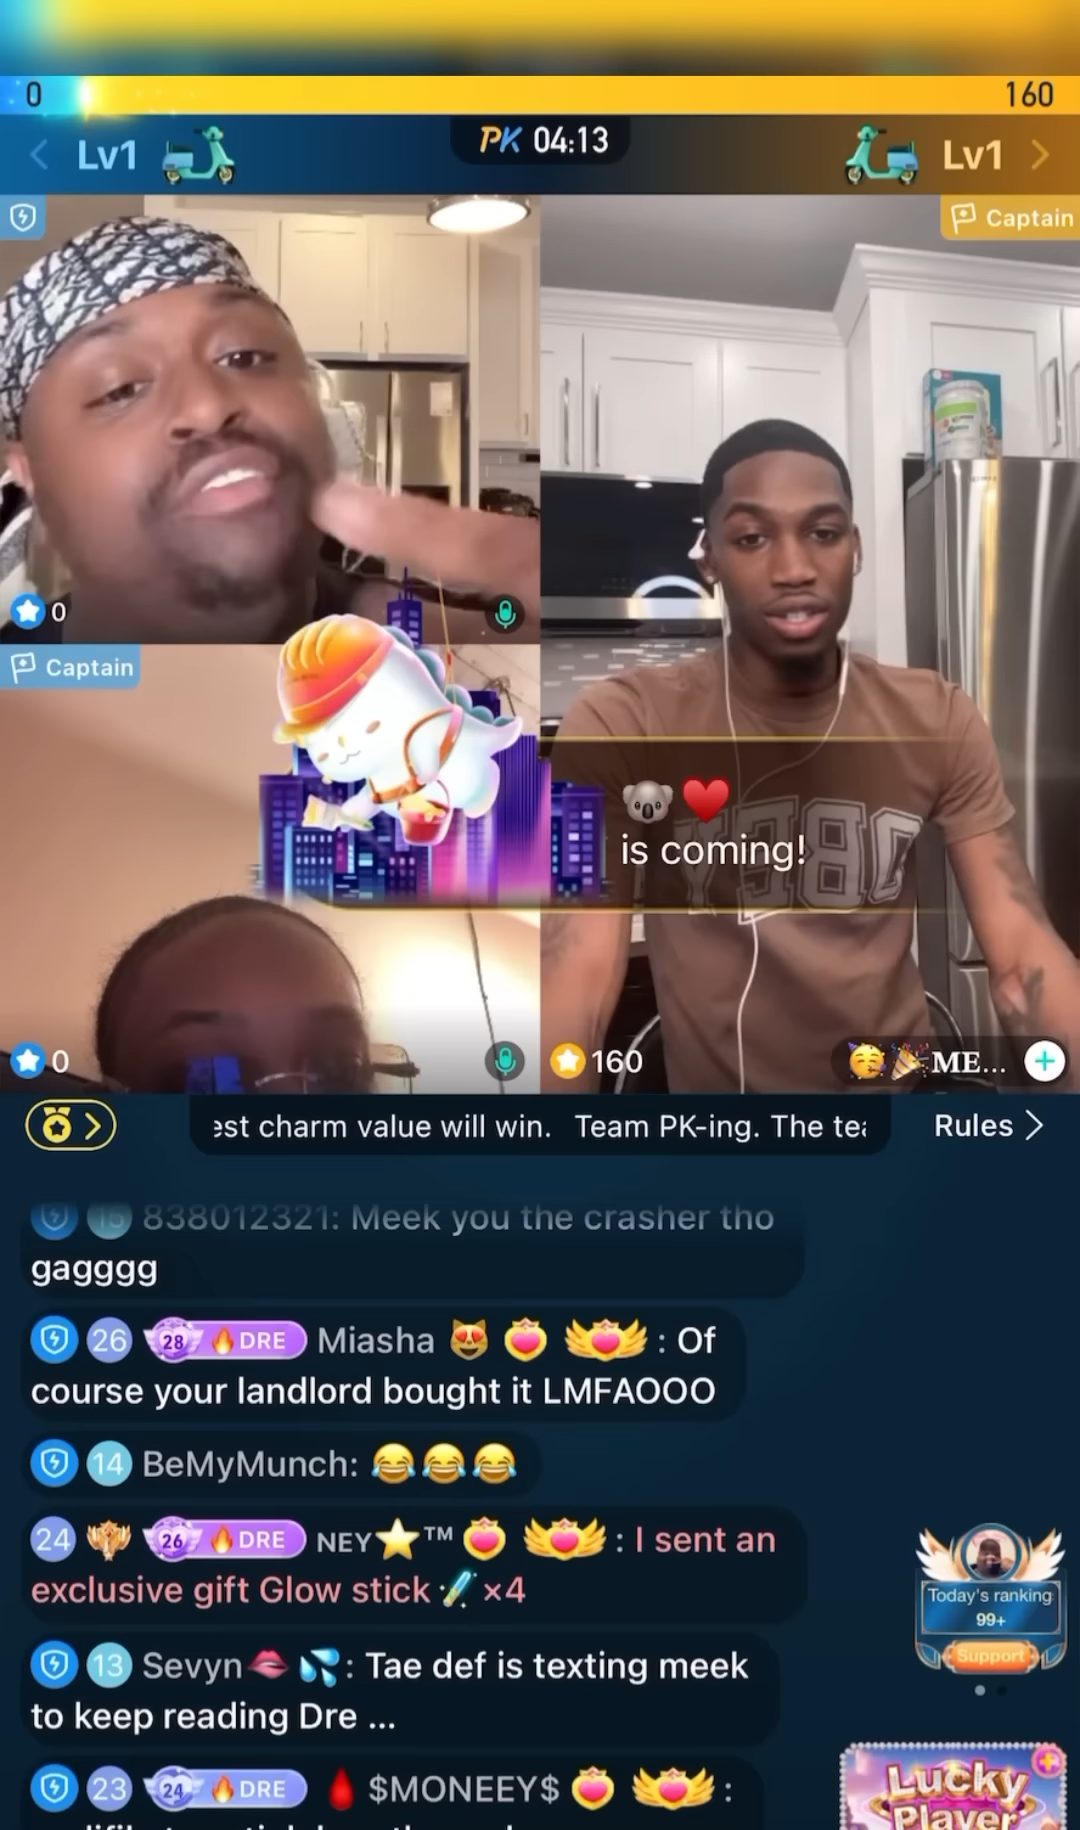 0
160
Lv1
PK 04:13
Lv1
Captain
0
Captain
is coming!
OBEY
0
160
ME...
est charm value will win. Team PK-ing. The tea
Rules
15 838012321: Meek you the crasher tho
gagggg
26 28 DRE Miasha 😻 : Of
course your landlord bought it LMFAOOO
14 BeMyMunch: 😂😂😂
24 26 DRE NEY⭐™ : I sent an
exclusive gift Glow stick ×4
13 Sevyn🫦💦: Tae def is texting meek
to keep reading Dre ...
23 24 DRE 🩸$MONEEY$ :
Today's ranking
99+
Support
Lucky
Player